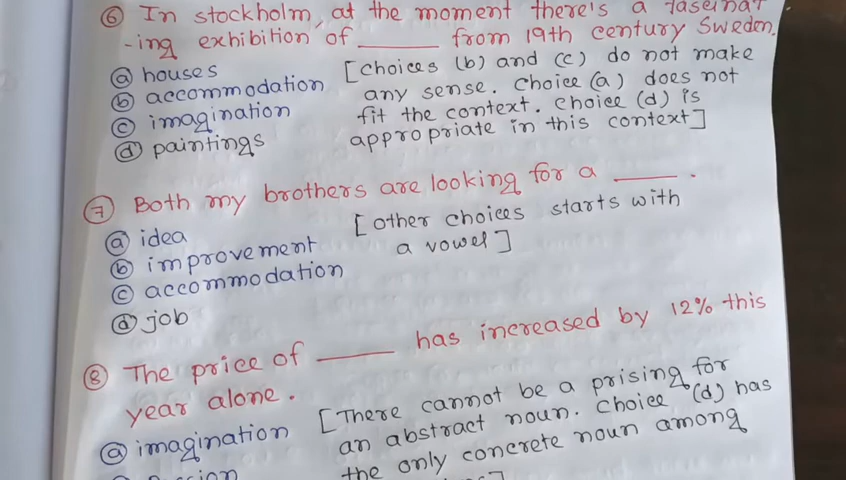 ⑥ In stockholm, at the moment there's a fascinat
-ing exhibition of ______ from 19th century Sweden.
ⓐ houses
ⓑ accommodation
ⓒ imagination
ⓓ paintings
[Choices (b) and (c) do not make
any sense. Choice (a) does not
fit the context. Choice (d) is
appropriate in this context]
⑦ Both my brothers are looking for a ______.
ⓐ idea
ⓑ improvement
ⓒ accommodation
ⓓ job
[other choices starts with
a vowel]
⑧ The price of ______ has increased by 12% this
year alone.
ⓐ imagination
[There cannot be a prising for
an abstract noun. Choice (d) has
the only concrete noun among